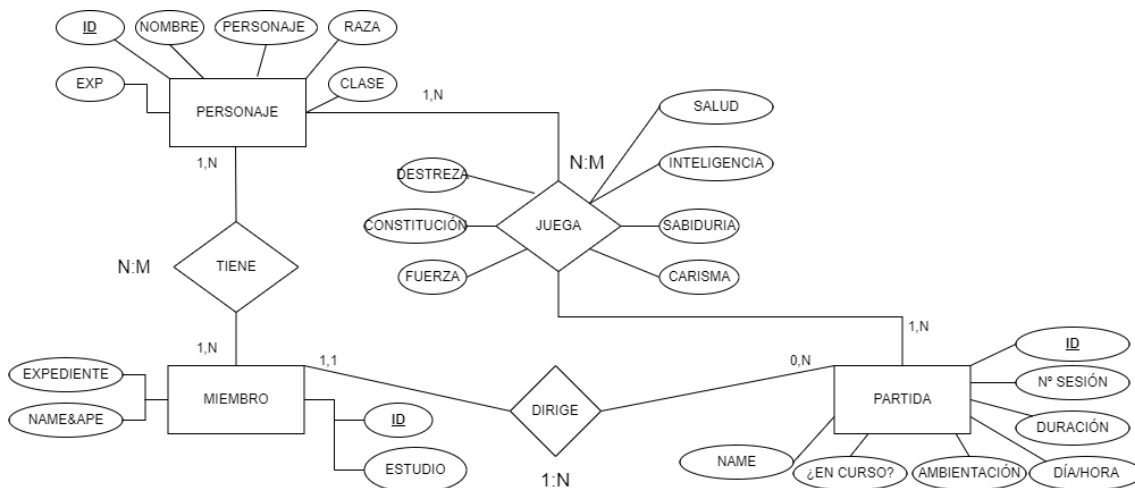 ID
NOMBRE
PERSONAJE
RAZA
EXP
CLASE
PERSONAJE
1,N
SALUD
1,N
N:M
DESTREZA
INTELIGENCIA
CONSTITUCIÓN
JUEGA
SABIDURIA
N:M
TIENE
FUERZA
CARISMA
1,N
1,N
1,1
0,N
ID
EXPEDIENTE
Nº SESIÓN
MIEMBRO
DIRIGE
PARTIDA
NAME&APE
ID
DURACIÓN
ESTUDIO
NAME
¿EN CURSO?
AMBIENTACIÓN
DÍA/HORA
1:N